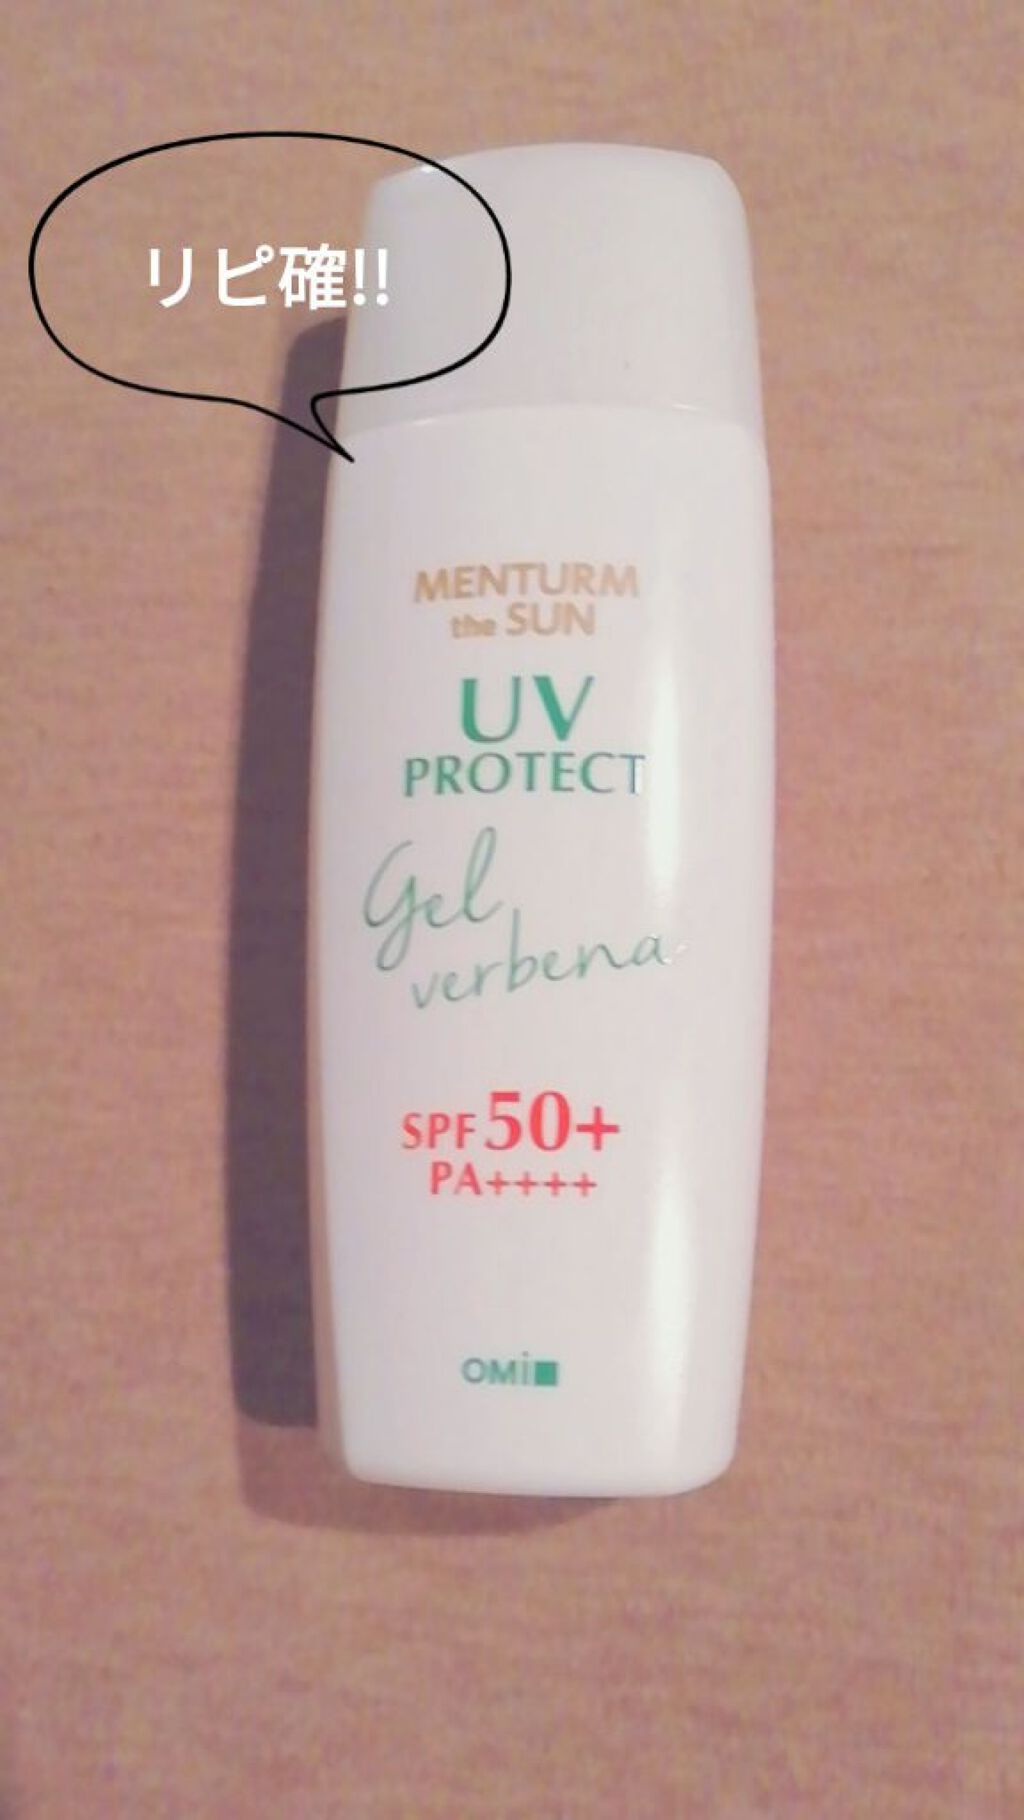 リピ確!!
MENTURM
the SUN
UV
PROTECT
Gel
verbena
SPF50+
PA++++
OMi